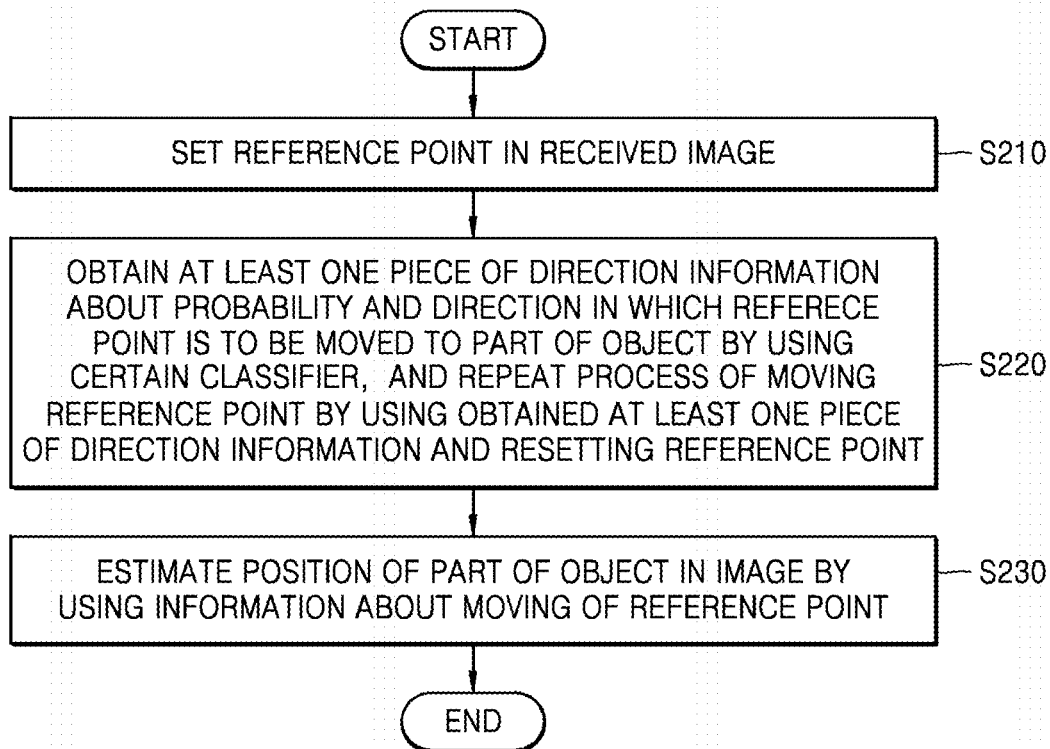 START
SET REFERENCE POINT IN RECEIVED IMAGE
S210
OBTAIN AT LEAST ONE PIECE OF DIRECTION INFORMATION
ABOUT PROBABILITY AND DIRECTION IN WHICH REFERECE
POINT IS TO BE MOVED TO PART OF OBJECT BY USING
CERTAIN CLASSIFIER, AND REPEAT PROCESS OF MOVING
REFERENCE POINT BY USING OBTAINED AT LEAST ONE PIECE
OF DIRECTION INFORMATION AND RESETTING REFERENCE POINT
S220
ESTIMATE POSITION OF PART OF OBJECT IN IMAGE BY
USING INFORMATION ABOUT MOVING OF REFERENCE POINT
S230
END